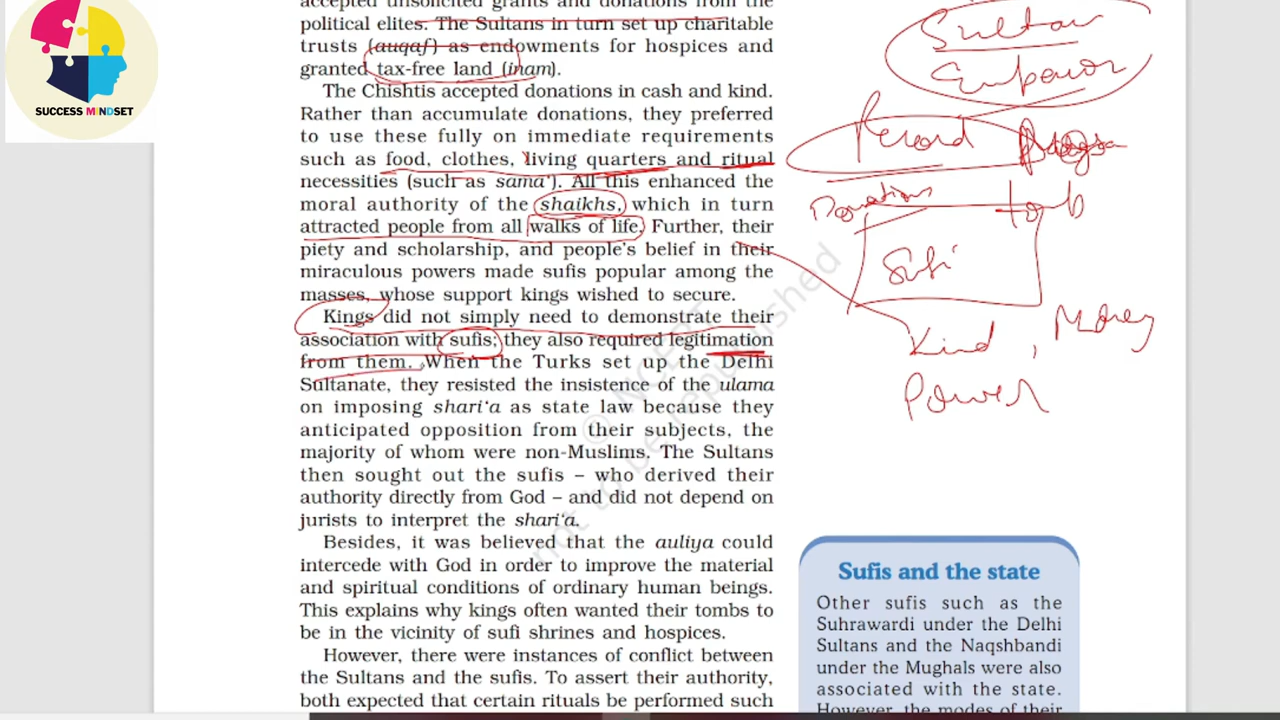 accepted unsolicited grants and donations from the
political elites. The Sultans in turn set up charitable
trusts (auqaf) as endowments for hospices and
granted tax-free land (inam).
The Chishtis accepted donations in cash and kind.
Rather than accumulate donations, they preferred
to use these fully on immediate requirements
such as food, clothes, living quarters and ritual
necessities (such as sama‘). All this enhanced the
moral authority of the shaikhs, which in turn
attracted people from all walks of life. Further, their
piety and scholarship, and people's belief in their
miraculous powers made sufis popular among the
masses, whose support kings wished to secure.
Kings did not simply need to demonstrate their
association with sufis; they also required legitimation
from them. When the Turks set up the Delhi
Sultanate, they resisted the insistence of the ulama
on imposing shari‘a as state law because they
anticipated opposition from their subjects, the
majority of whom were non-Muslims. The Sultans
then sought out the sufis – who derived their
authority directly from God – and did not depend on
jurists to interpret the shari‘a.
Besides, it was believed that the auliya could
intercede with God in order to improve the material
and spiritual conditions of ordinary human beings.
This explains why kings often wanted their tombs to
be in the vicinity of sufi shrines and hospices.
However, there were instances of conflict between
the Sultans and the sufis. To assert their authority,
both expected that certain rituals be performed such
SUCCESS MINDSET
Sultan
Emperor
Record
Donations
tomb
Sufi
Kind, Money
Power
© NCERT
not to be republished
Sufis and the state
Other sufis such as the
Suhrawardi under the Delhi
Sultans and the Naqshbandi
under the Mughals were also
associated with the state.
However, the modes of their